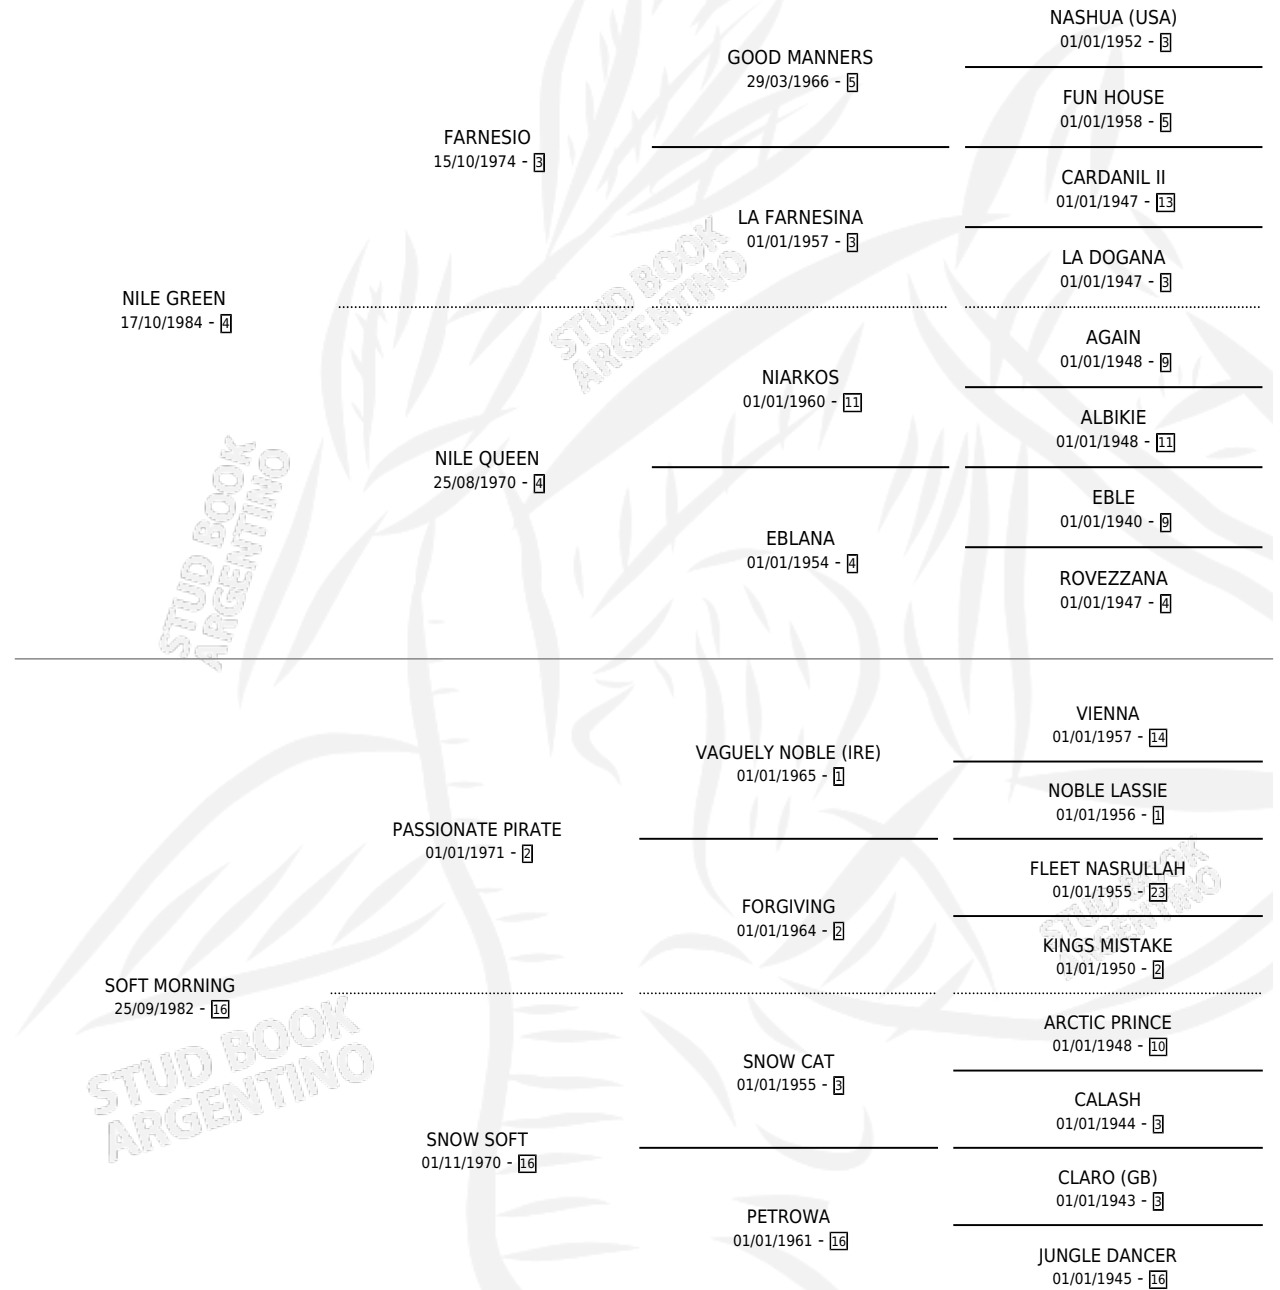 NASHUA (USA)
01/01/1952 - 3
GOOD MANNERS
29/03/1966 - 5
FUN HOUSE
01/01/1958 - 5
FARNESIO
15/10/1974 - 3
CARDANIL II
01/01/1947 - 13
LA FARNESINA
01/01/1957 - 3
LA DOGANA
01/01/1947 - 3
NILE GREEN
17/10/1984 - 4
AGAIN
01/01/1948 - 9
NIARKOS
01/01/1960 - 11
ALBIKIE
01/01/1948 - 11
NILE QUEEN
25/08/1970 - 4
EBLE
01/01/1940 - 9
EBLANA
01/01/1954 - 4
ROVEZZANA
01/01/1947 - 4
STUD BOOK
ARGENTINO
STUD BOOK
ARGENTINO
VIENNA
01/01/1957 - 14
VAGUELY NOBLE (IRE)
01/01/1965 - 1
NOBLE LASSIE
01/01/1956 - 1
PASSIONATE PIRATE
01/01/1971 - 2
FLEET NASRULLAH
01/01/1955 - 23
FORGIVING
01/01/1964 - 2
KINGS MISTAKE
01/01/1950 - 2
STUD BOOK
ARGENTINO
SOFT MORNING
25/09/1982 - 16
ARCTIC PRINCE
01/01/1948 - 10
SNOW CAT
01/01/1955 - 3
CALASH
01/01/1944 - 3
SNOW SOFT
01/11/1970 - 16
CLARO (GB)
01/01/1943 - 3
PETROWA
01/01/1961 - 16
JUNGLE DANCER
01/01/1945 - 16
STUD BOOK
ARGENTINO